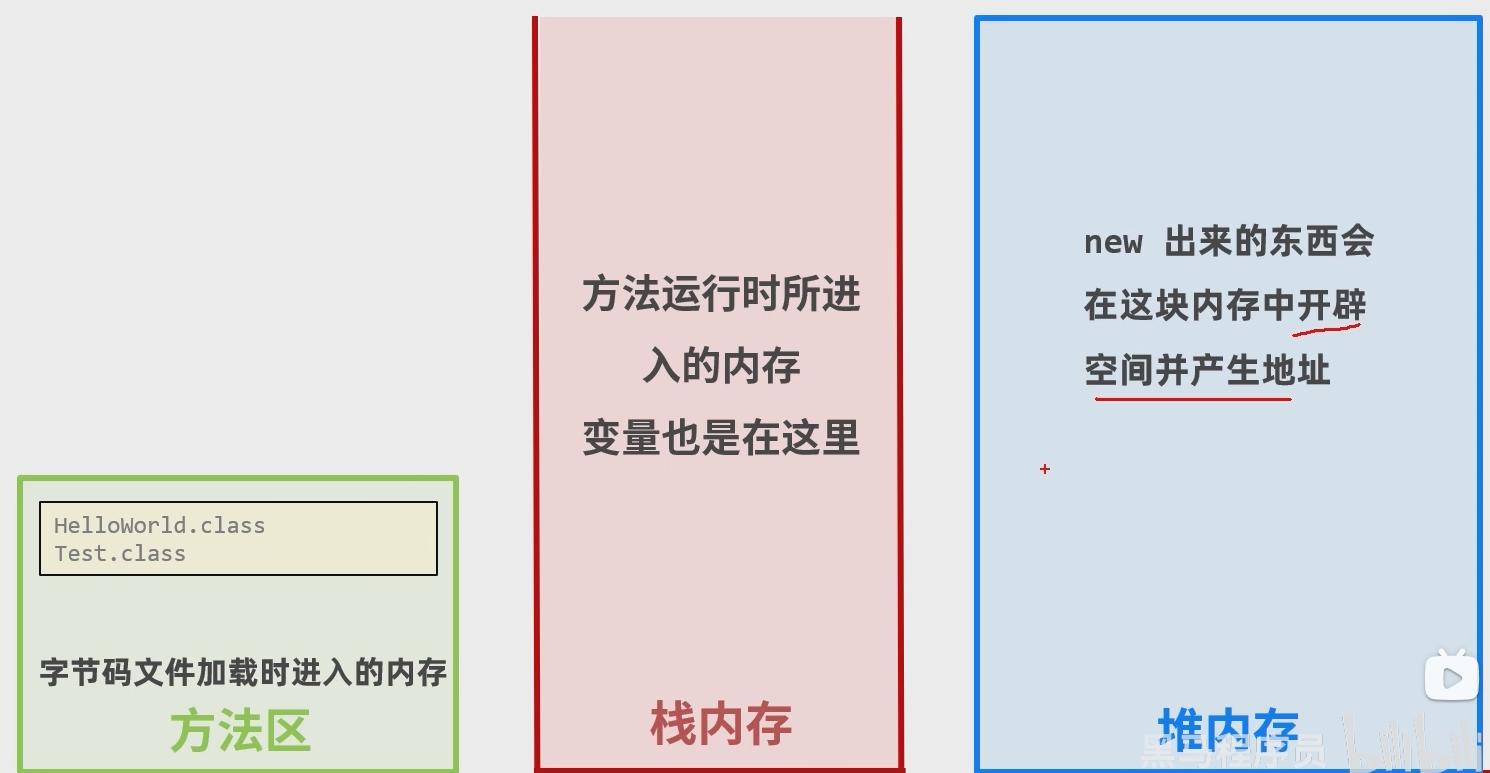 HelloWorld.class
Test.class
字节码文件加载时进入的内存
方法区
方法运行时所进
入的内存
变量也是在这里
栈内存
new 出来的东西会
在这块内存中开辟
空间并产生地址
堆内存
黑马程序员
bilibili